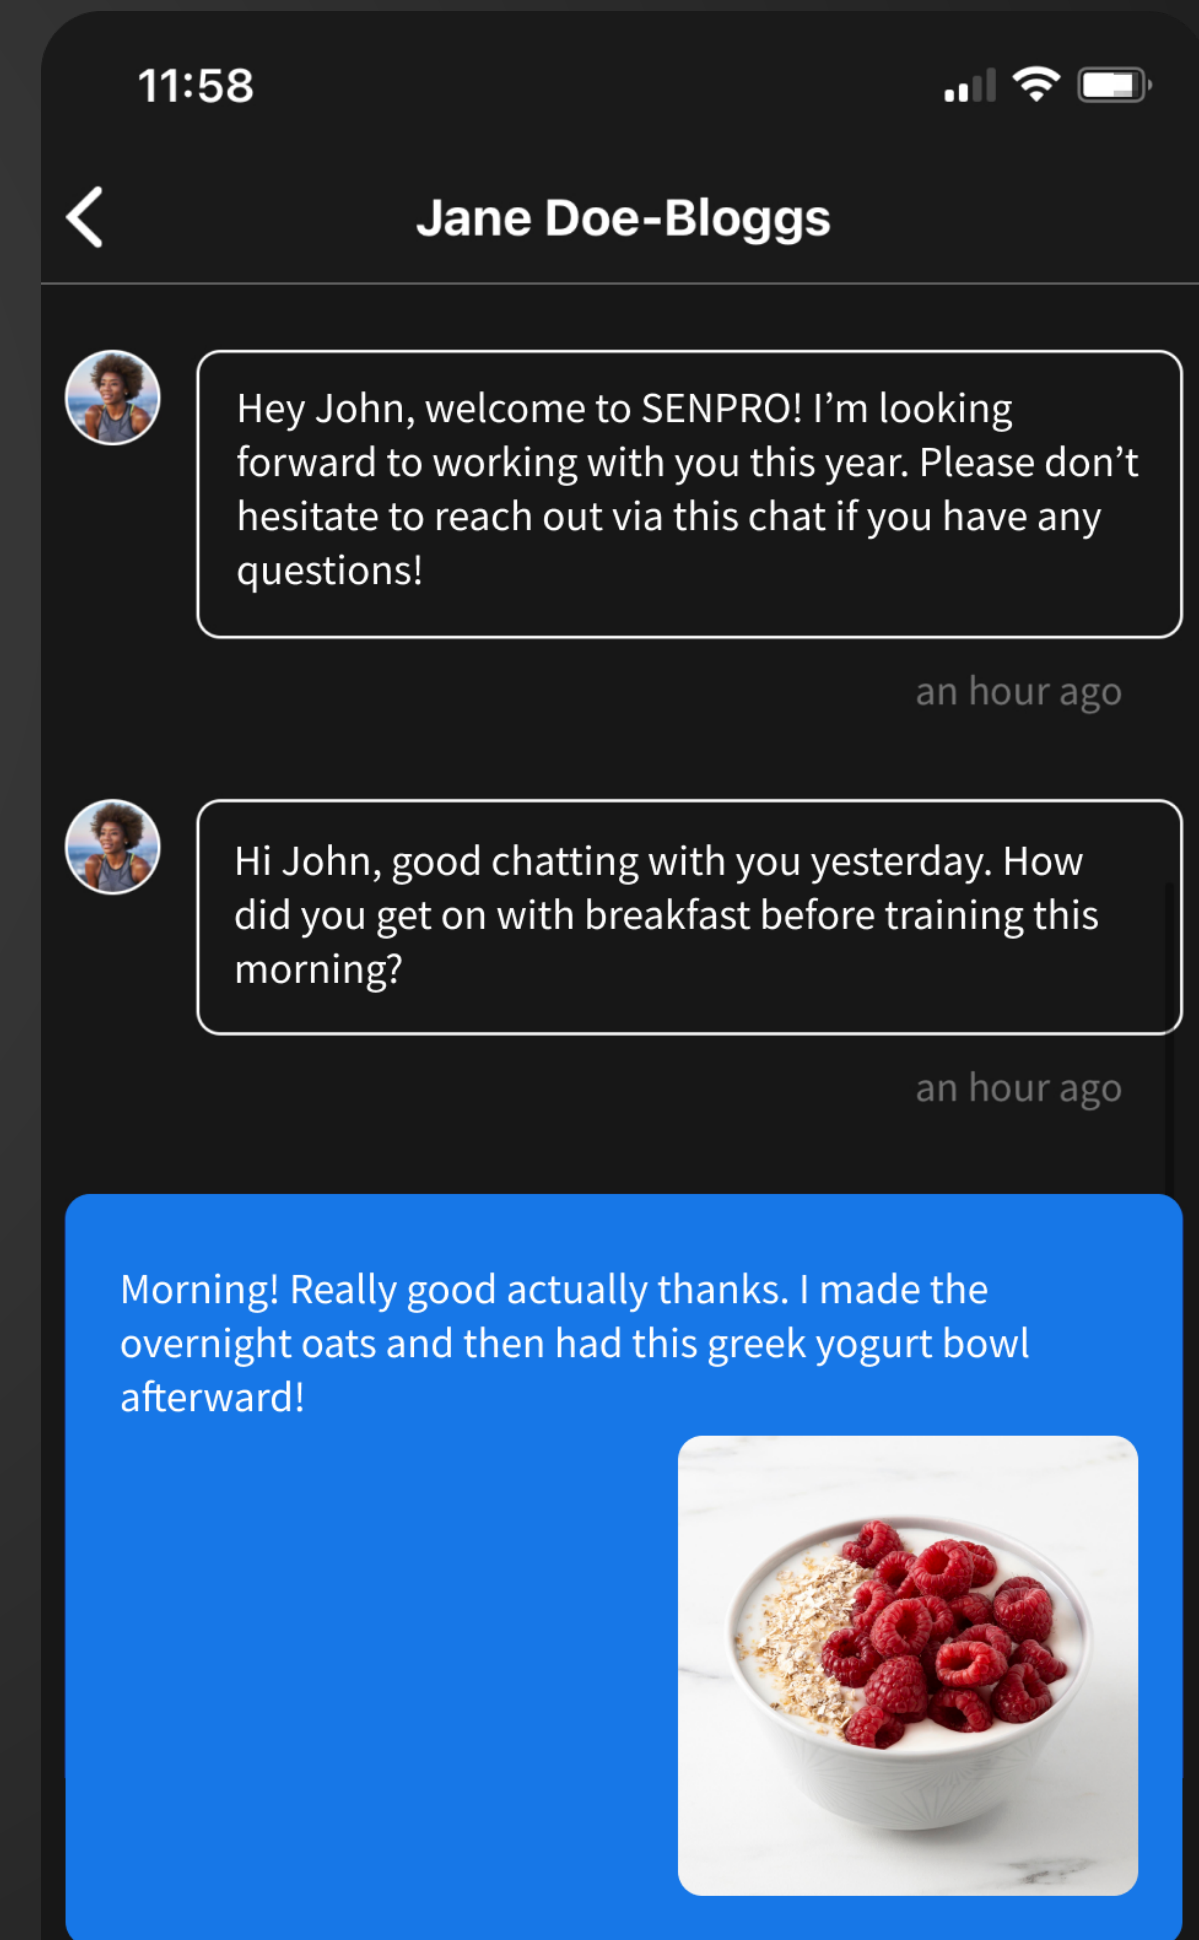 11:58
Jane Doe-Bloggs
Hey John, welcome to SENPRO! I’m looking
forward to working with you this year. Please don’t
hesitate to reach out via this chat if you have any
questions!
an hour ago
Hi John, good chatting with you yesterday. How
did you get on with breakfast before training this
morning?
an hour ago
Morning! Really good actually thanks. I made the
overnight oats and then had this greek yogurt bowl
afterward!